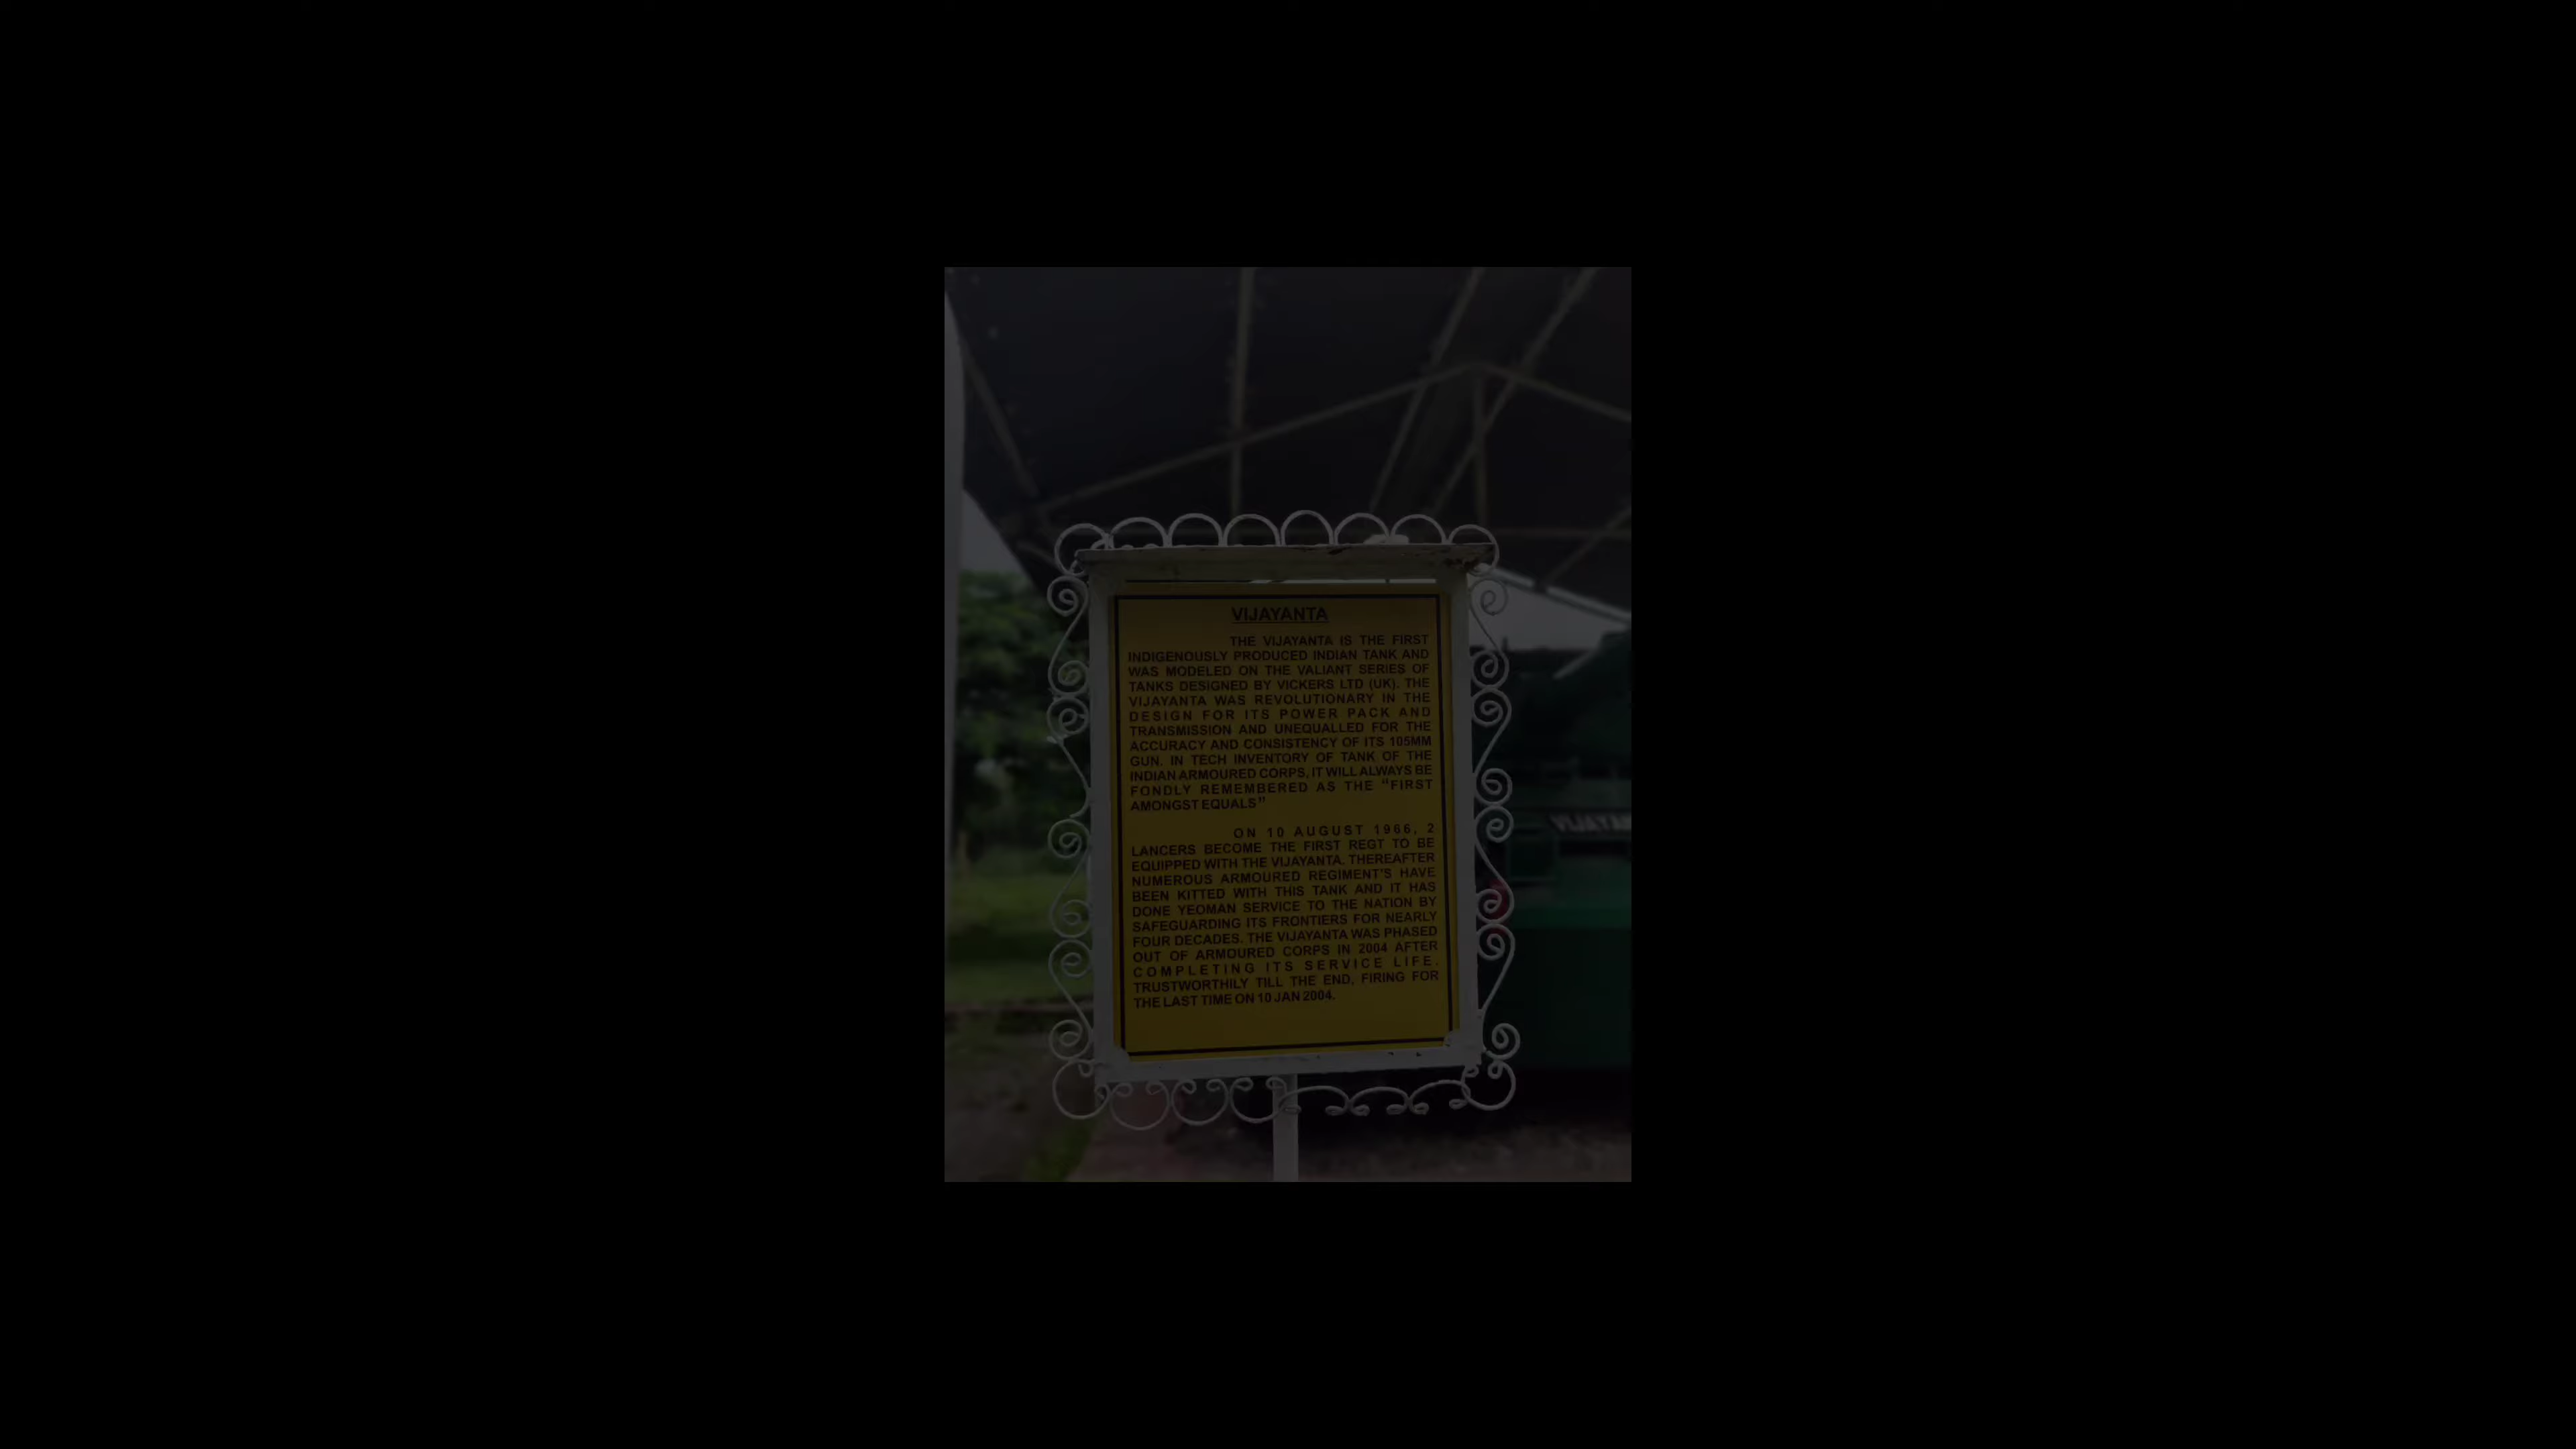 VIJAYANTA
THE VIJAYANTA IS THE FIRST
INDIGENOUSLY PRODUCED INDIAN TANK AND
WAS MODELED ON THE VALIANT SERIES OF
TANKS DESIGNED BY VICKERS LTD (UK). THE
VIJAYANTA WAS REVOLUTIONARY IN THE
DESIGN FOR ITS POWER PACK AND
TRANSMISSION AND UNEQUALLED FOR THE
ACCURACY AND CONSISTENCY OF ITS 105MM
GUN. IN TECH INVENTORY OF TANK OF THE
INDIAN ARMOURED CORPS, IT WILL ALWAYS BE
FONDLY REMEMBERED AS THE “FIRST
AMONGST EQUALS”
ON 10 AUGUST 1966, 2
LANCERS BECOME THE FIRST REGT TO BE
EQUIPPED WITH THE VIJAYANTA. THEREAFTER
NUMEROUS ARMOURED REGIMENT'S HAVE
BEEN KITTED WITH THIS TANK AND IT HAS
DONE YEOMAN SERVICE TO THE NATION BY
SAFEGUARDING ITS FRONTIERS FOR NEARLY
FOUR DECADES. THE VIJAYANTA WAS PHASED
OUT OF ARMOURED CORPS IN 2004 AFTER
COMPLETING ITS SERVICE LIFE.
TRUSTWORTHILY TILL THE END, FIRING FOR
THE LAST TIME ON 10 JAN 2004.